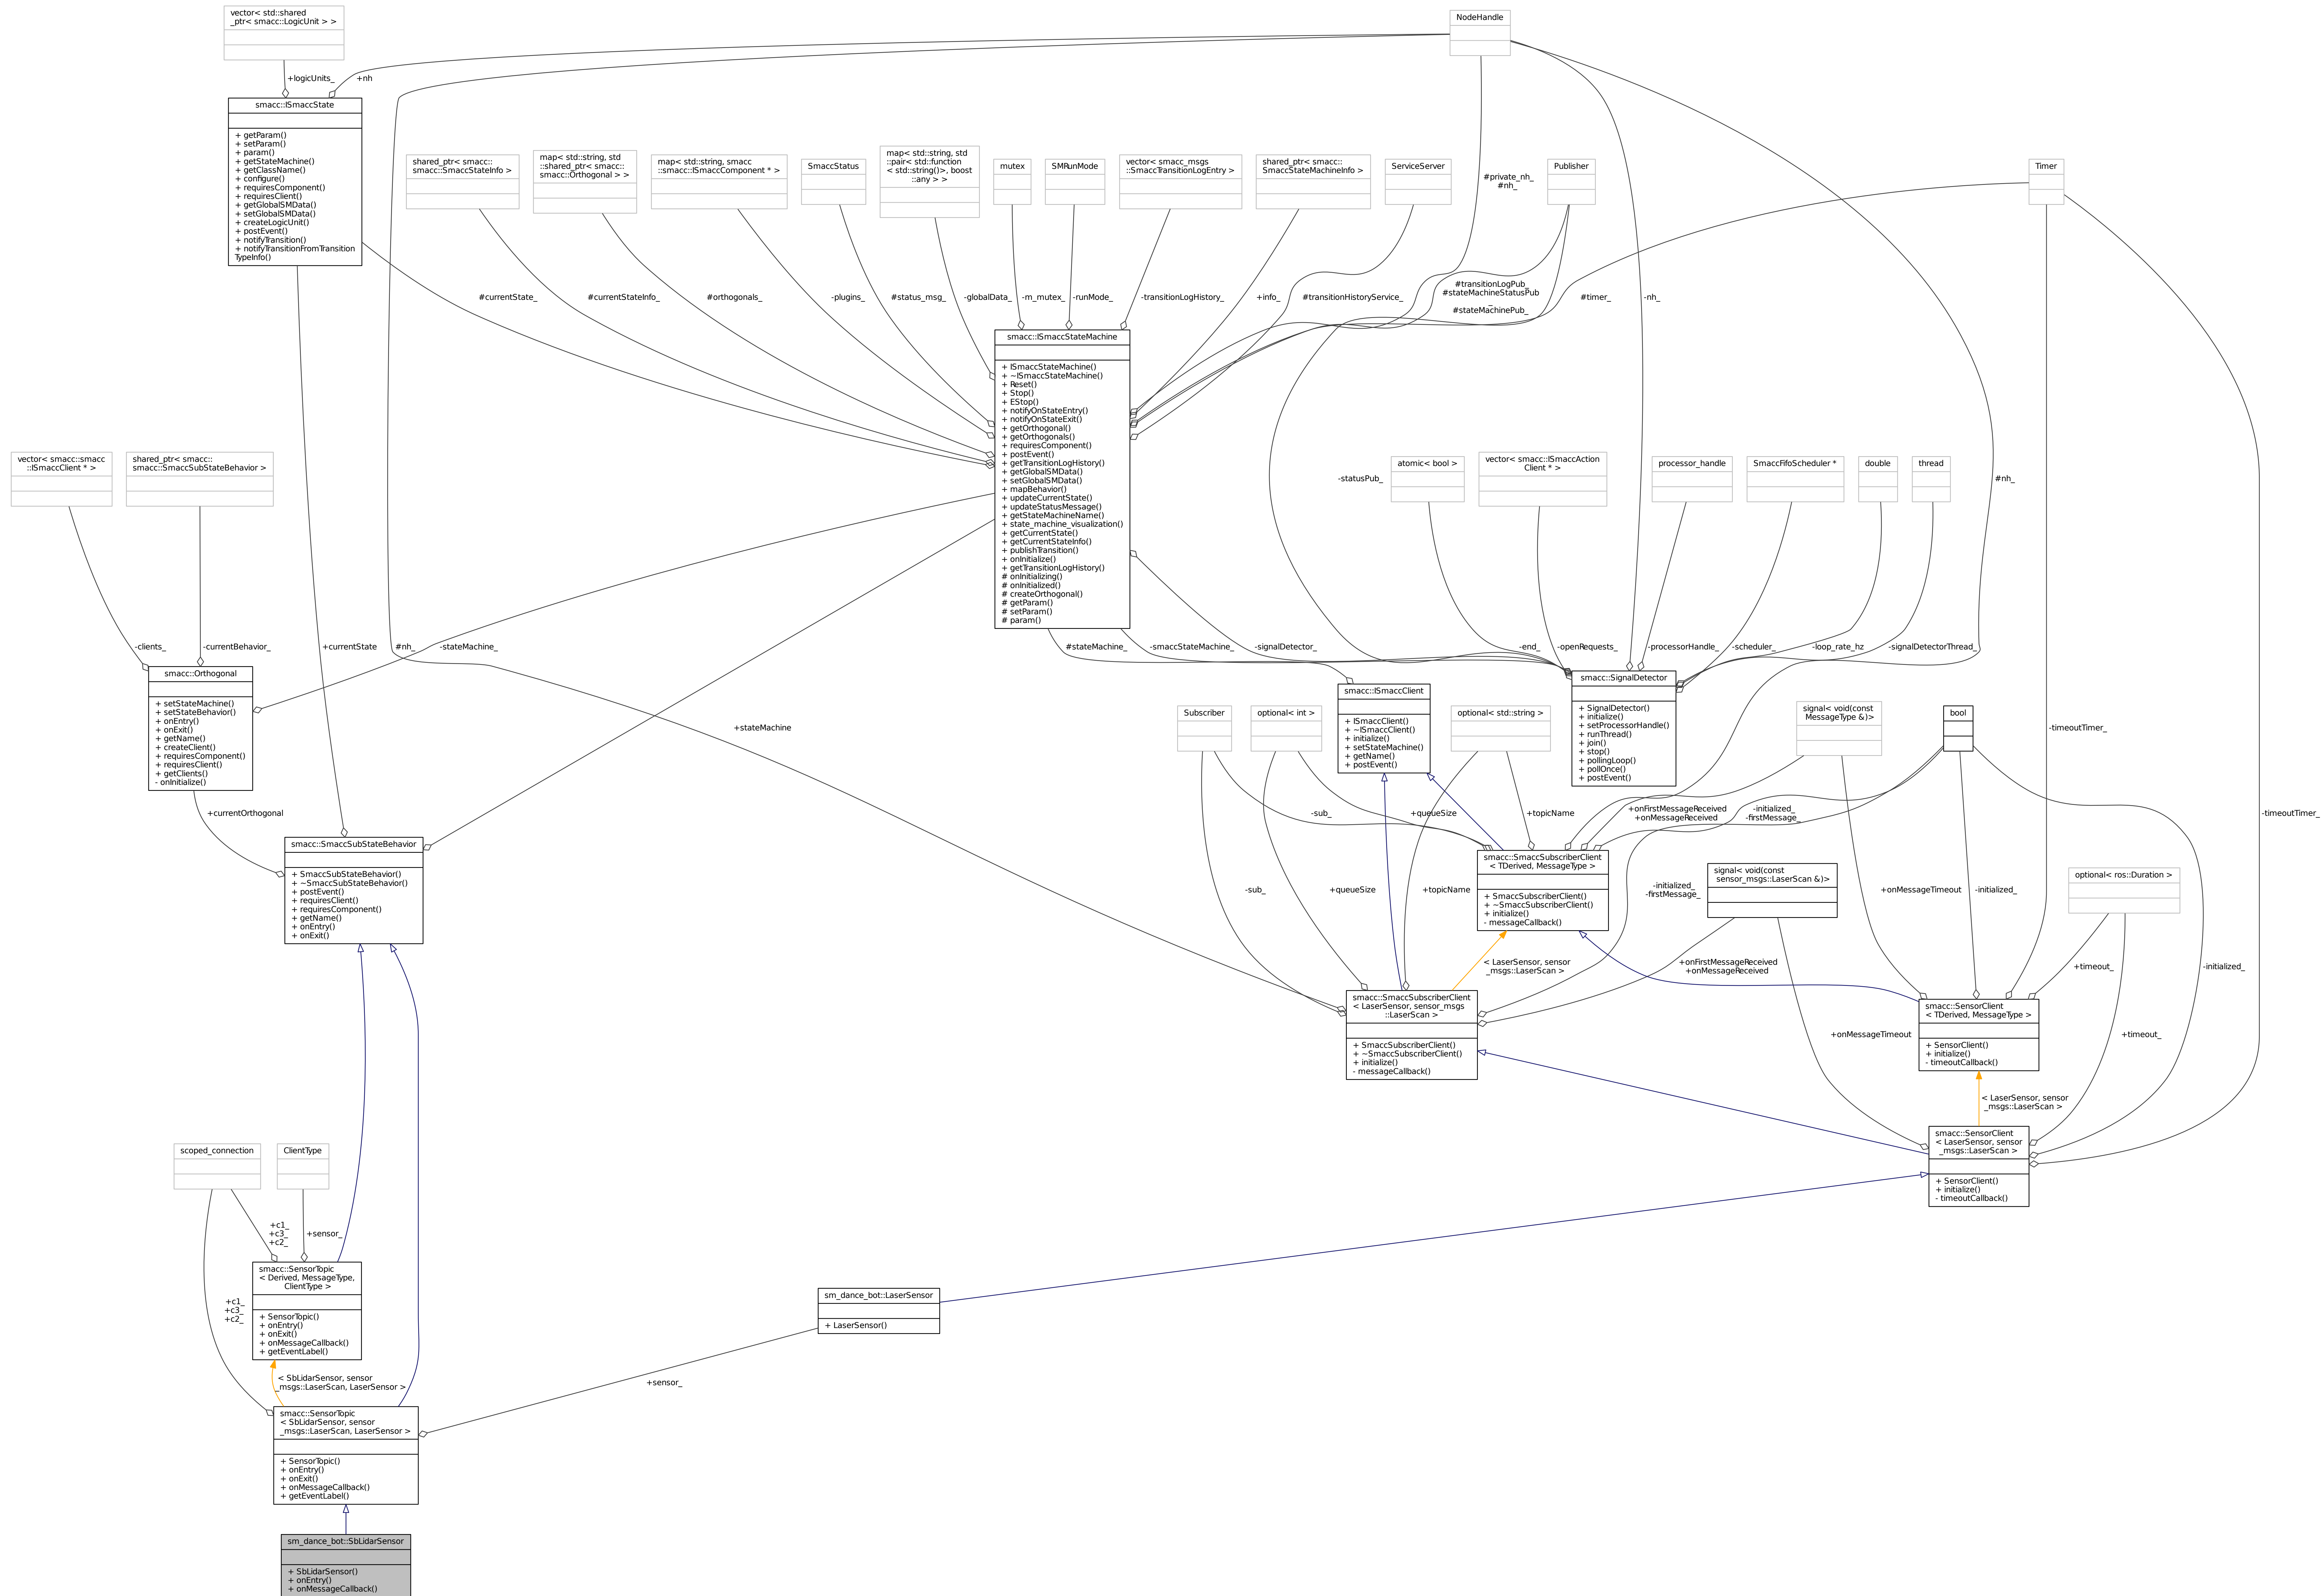 vector< std::shared
_ptr< smacc::LogicUnit > >
NodeHandle
+logicUnits_
+nh
smacc::ISmaccState
+ getParam()
+ setParam()
+ param()
+ getStateMachine()
+ getClassName()
+ configure()
+ requiresComponent()
+ requiresClient()
+ getGlobalSMData()
+ setGlobalSMData()
+ createLogicUnit()
+ postEvent()
+ notifyTransition()
+ notifyTransitionFromTransition
TypeInfo()
shared_ptr< smacc::
smacc::SmaccStateInfo >
map< std::string, std
::shared_ptr< smacc::
smacc::Orthogonal > >
map< std::string, smacc
::smacc::ISmaccComponent * >
SmaccStatus
map< std::string, std
::pair< std::function
< std::string()>, boost
::any > >
mutex
SMRunMode
vector< smacc_msgs
::SmaccTransitionLogEntry >
shared_ptr< smacc::
SmaccStateMachineInfo >
ServiceServer
#private_nh_
#nh_
Publisher
Timer
#currentState_
#currentStateInfo_
#orthogonals_
-plugins_
#status_msg_
-globalData_
-m_mutex_
-runMode_
-transitionLogHistory_
+info_
#transitionHistoryService_
#transitionLogPub_
#stateMachineStatusPub
_
#stateMachinePub_
#timer_
-nh_
smacc::ISmaccStateMachine
+ ISmaccStateMachine()
+ ~ISmaccStateMachine()
+ Reset()
+ Stop()
+ EStop()
+ notifyOnStateEntry()
+ notifyOnStateExit()
+ getOrthogonal()
+ getOrthogonals()
+ requiresComponent()
+ postEvent()
+ getTransitionLogHistory()
+ getGlobalSMData()
+ setGlobalSMData()
+ mapBehavior()
+ updateCurrentState()
+ updateStatusMessage()
+ getStateMachineName()
+ state_machine_visualization()
+ getCurrentState()
+ getCurrentStateInfo()
+ publishTransition()
+ onInitialize()
+ getTransitionLogHistory()
# onInitializing()
# onInitialized()
# createOrthogonal()
# getParam()
# setParam()
# param()
vector< smacc::smacc
::ISmaccClient * >
shared_ptr< smacc::
smacc::SmaccSubStateBehavior >
-statusPub_
atomic< bool >
vector< smacc::ISmaccAction
Client * >
processor_handle
SmaccFifoScheduler *
double
thread
#nh_
-clients_
-currentBehavior_
+currentState
#nh_
-stateMachine_
#stateMachine_
-smaccStateMachine_
-signalDetector_
-end_
-openRequests_
-processorHandle_
-scheduler_
-loop_rate_hz
-signalDetectorThread_
smacc::Orthogonal
+ setStateMachine()
+ setStateBehavior()
+ onEntry()
+ onExit()
+ getName()
+ createClient()
+ requiresComponent()
+ requiresClient()
+ getClients()
- onInitialize()
smacc::SignalDetector
+ SignalDetector()
+ initialize()
+ setProcessorHandle()
+ runThread()
+ join()
+ stop()
+ pollingLoop()
+ pollOnce()
+ postEvent()
smacc::ISmaccClient
+ ISmaccClient()
+ ~ISmaccClient()
+ initialize()
+ setStateMachine()
+ getName()
+ postEvent()
+stateMachine
Subscriber
optional< int >
optional< std::string >
signal< void(const
MessageType &)>
bool
-timeoutTimer_
+currentOrthogonal
-sub_
+queueSize
+topicName
+onFirstMessageReceived
+onMessageReceived
-initialized_
-firstMessage_
-timeoutTimer_
smacc::SmaccSubStateBehavior
+ SmaccSubStateBehavior()
+ ~SmaccSubStateBehavior()
+ postEvent()
+ requiresClient()
+ requiresComponent()
+ getName()
+ onEntry()
+ onExit()
smacc::SmaccSubscriberClient
< TDerived, MessageType >
+ SmaccSubscriberClient()
+ ~SmaccSubscriberClient()
+ initialize()
- messageCallback()
signal< void(const
sensor_msgs::LaserScan &)>
optional< ros::Duration >
-sub_
+queueSize
+topicName
-initialized_
-firstMessage_
+onMessageTimeout
-initialized_
< LaserSensor, sensor
_msgs::LaserScan >
+onFirstMessageReceived
+onMessageReceived
+timeout_
-initialized_
smacc::SmaccSubscriberClient
< LaserSensor, sensor_msgs
::LaserScan >
+ SmaccSubscriberClient()
+ ~SmaccSubscriberClient()
+ initialize()
- messageCallback()
smacc::SensorClient
< TDerived, MessageType >
+ SensorClient()
+ initialize()
- timeoutCallback()
+onMessageTimeout
+timeout_
< LaserSensor, sensor
_msgs::LaserScan >
smacc::SensorClient
< LaserSensor, sensor
_msgs::LaserScan >
+ SensorClient()
+ initialize()
- timeoutCallback()
scoped_connection
ClientType
+c1_
+c3_
+c2_
+sensor_
smacc::SensorTopic
< Derived, MessageType,
ClientType >
+ SensorTopic()
+ onEntry()
+ onExit()
+ onMessageCallback()
+ getEventLabel()
+c1_
+c3_
+c2_
sm_dance_bot::LaserSensor
+ LaserSensor()
< SbLidarSensor, sensor
_msgs::LaserScan, LaserSensor >
+sensor_
smacc::SensorTopic
< SbLidarSensor, sensor
_msgs::LaserScan, LaserSensor >
+ SensorTopic()
+ onEntry()
+ onExit()
+ onMessageCallback()
+ getEventLabel()
sm_dance_bot::SbLidarSensor
+ SbLidarSensor()
+ onEntry()
+ onMessageCallback()